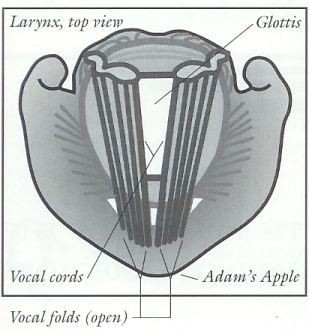 Larynx, top view
Glottis
Vocal cords
Adam's Apple
Vocal folds (open)